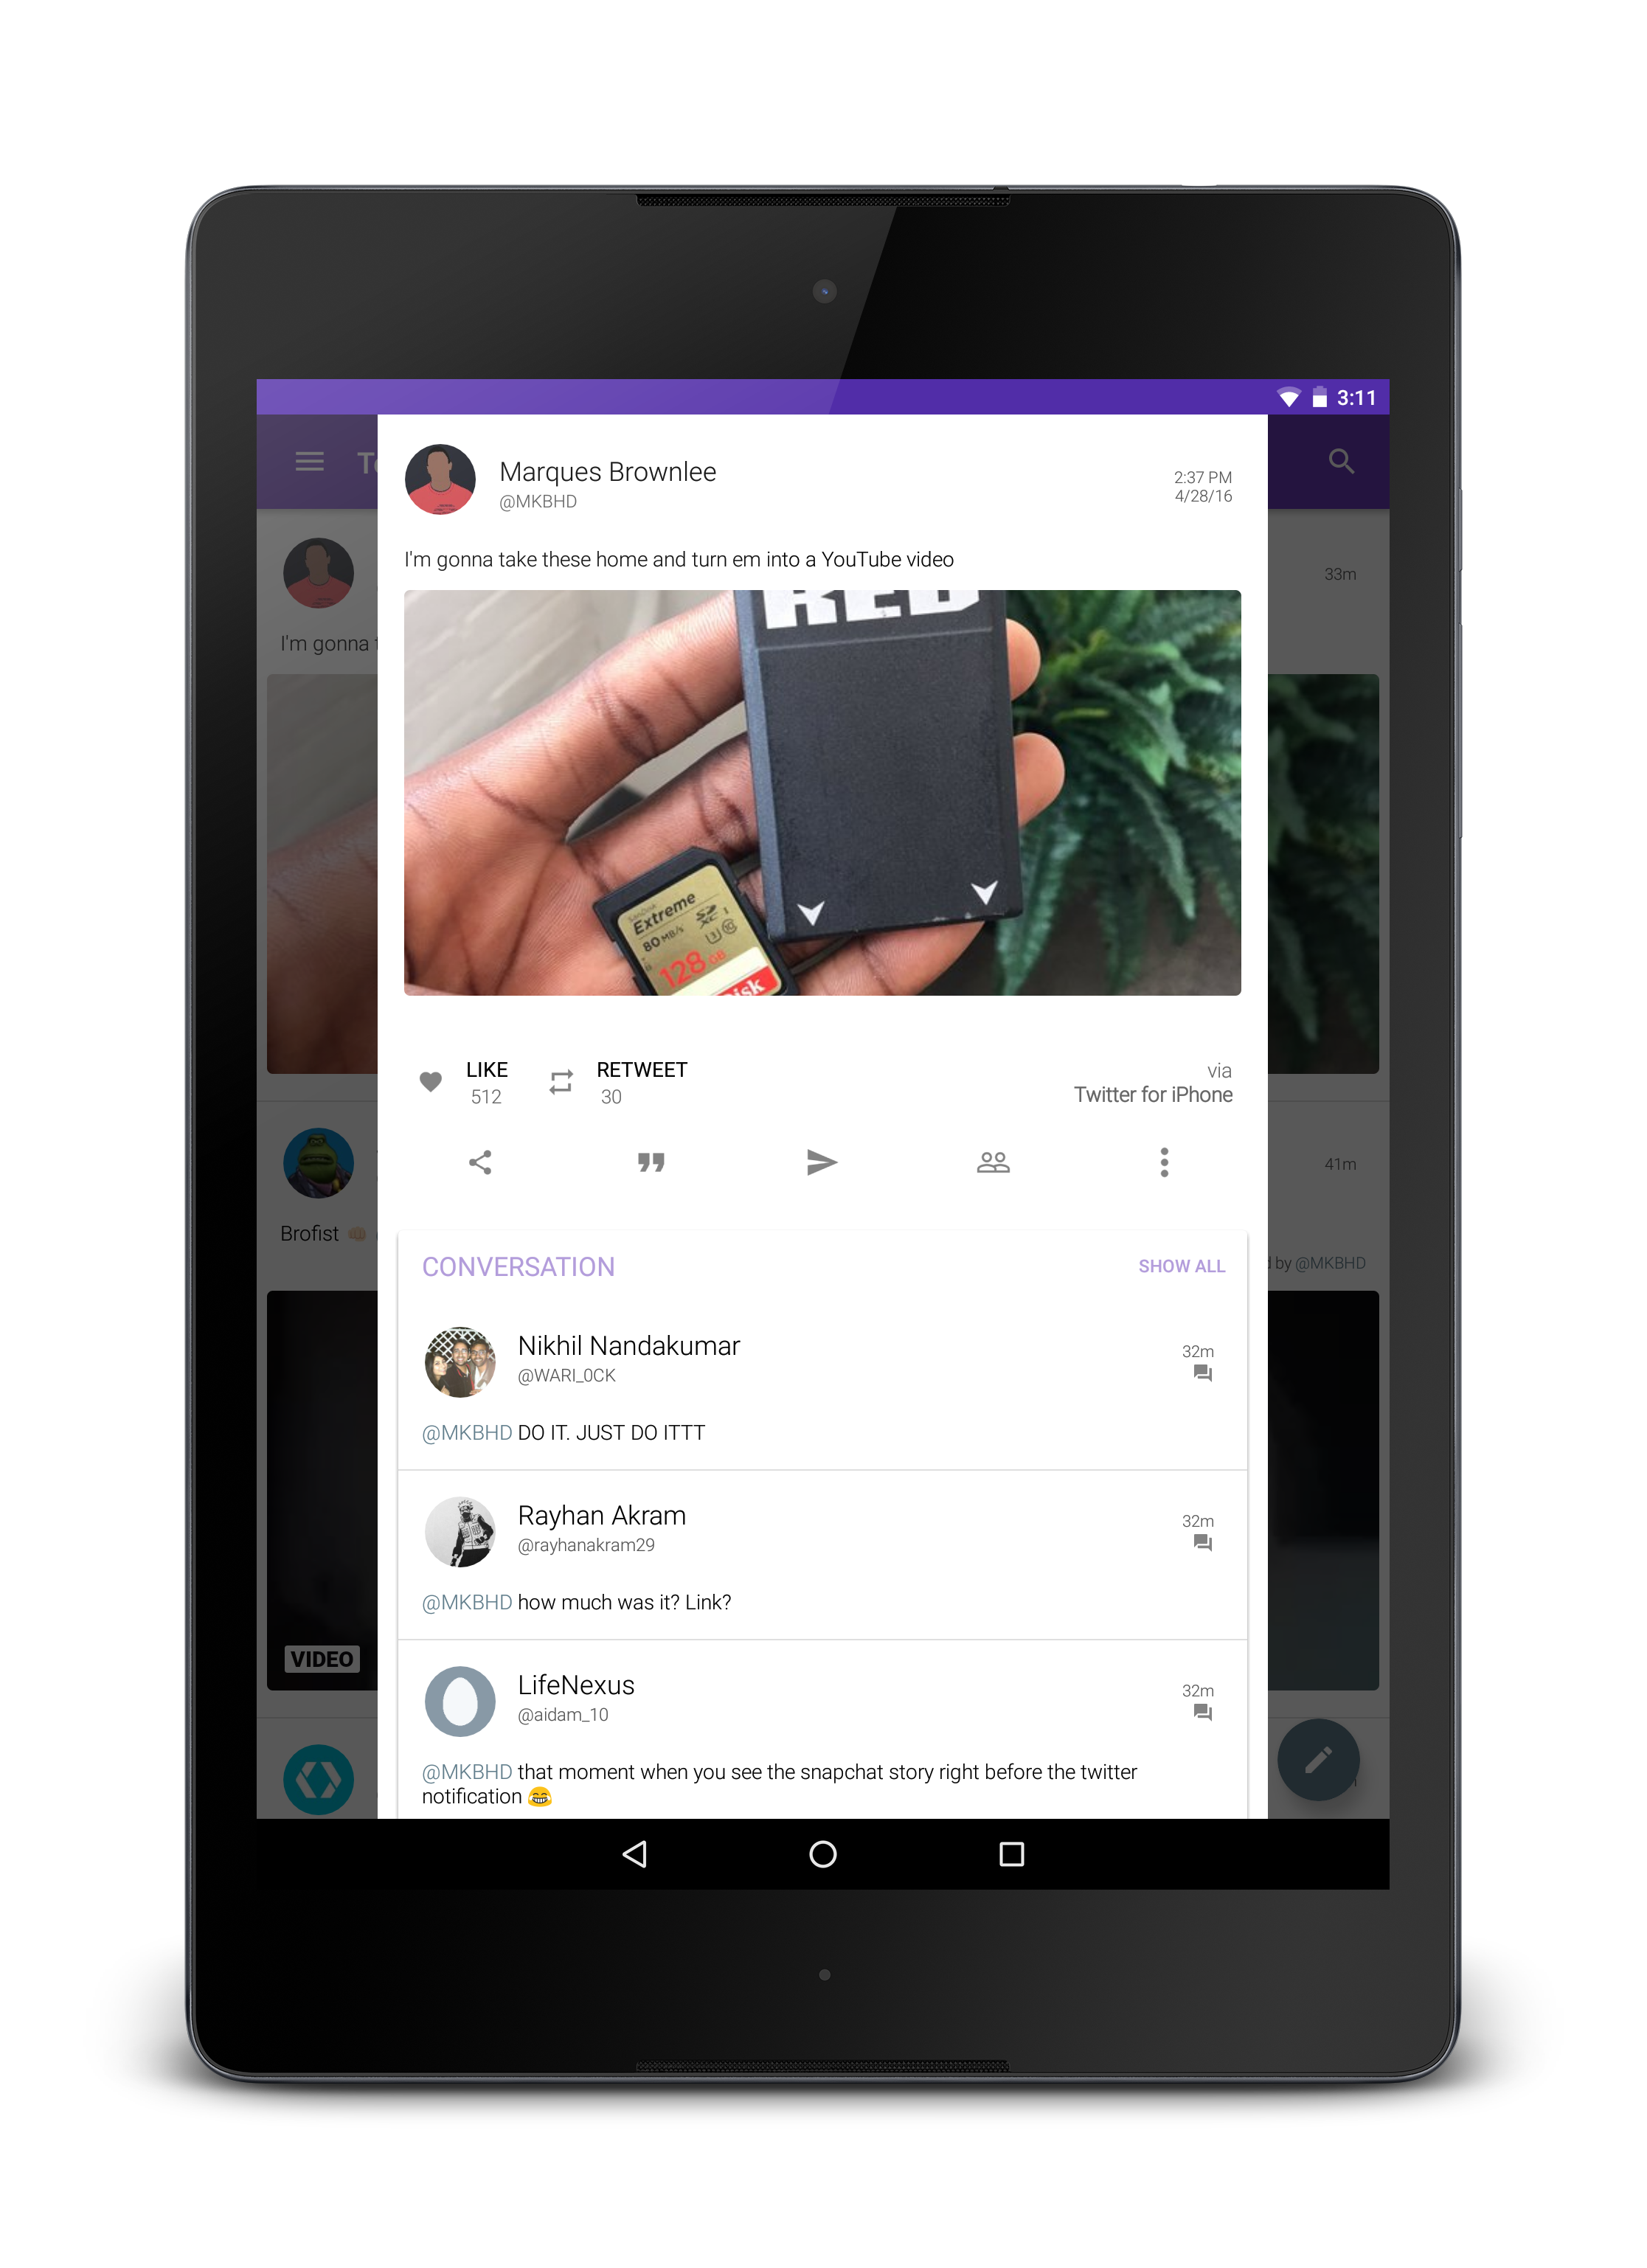 3:11
Marques Brownlee
@MKBHD
2:37 PM
4/28/16
33m
I'm gonna take these home and turn em into a YouTube video
I'm gonna
RED
SanDisk
Extreme
80 MB/s
128 GB
LIKE
512
RETWEET
30
via
Twitter for iPhone
41m
Brofist 👊
by @MKBHD
CONVERSATION
SHOW ALL
Nikhil Nandakumar
@WARI_0CK
32m
@MKBHD DO IT. JUST DO ITTT
Rayhan Akram
@rayhanakram29
32m
@MKBHD how much was it? Link?
VIDEO
LifeNexus
@aidam_10
32m
@MKBHD that moment when you see the snapchat story right before the twitter
notification 😂